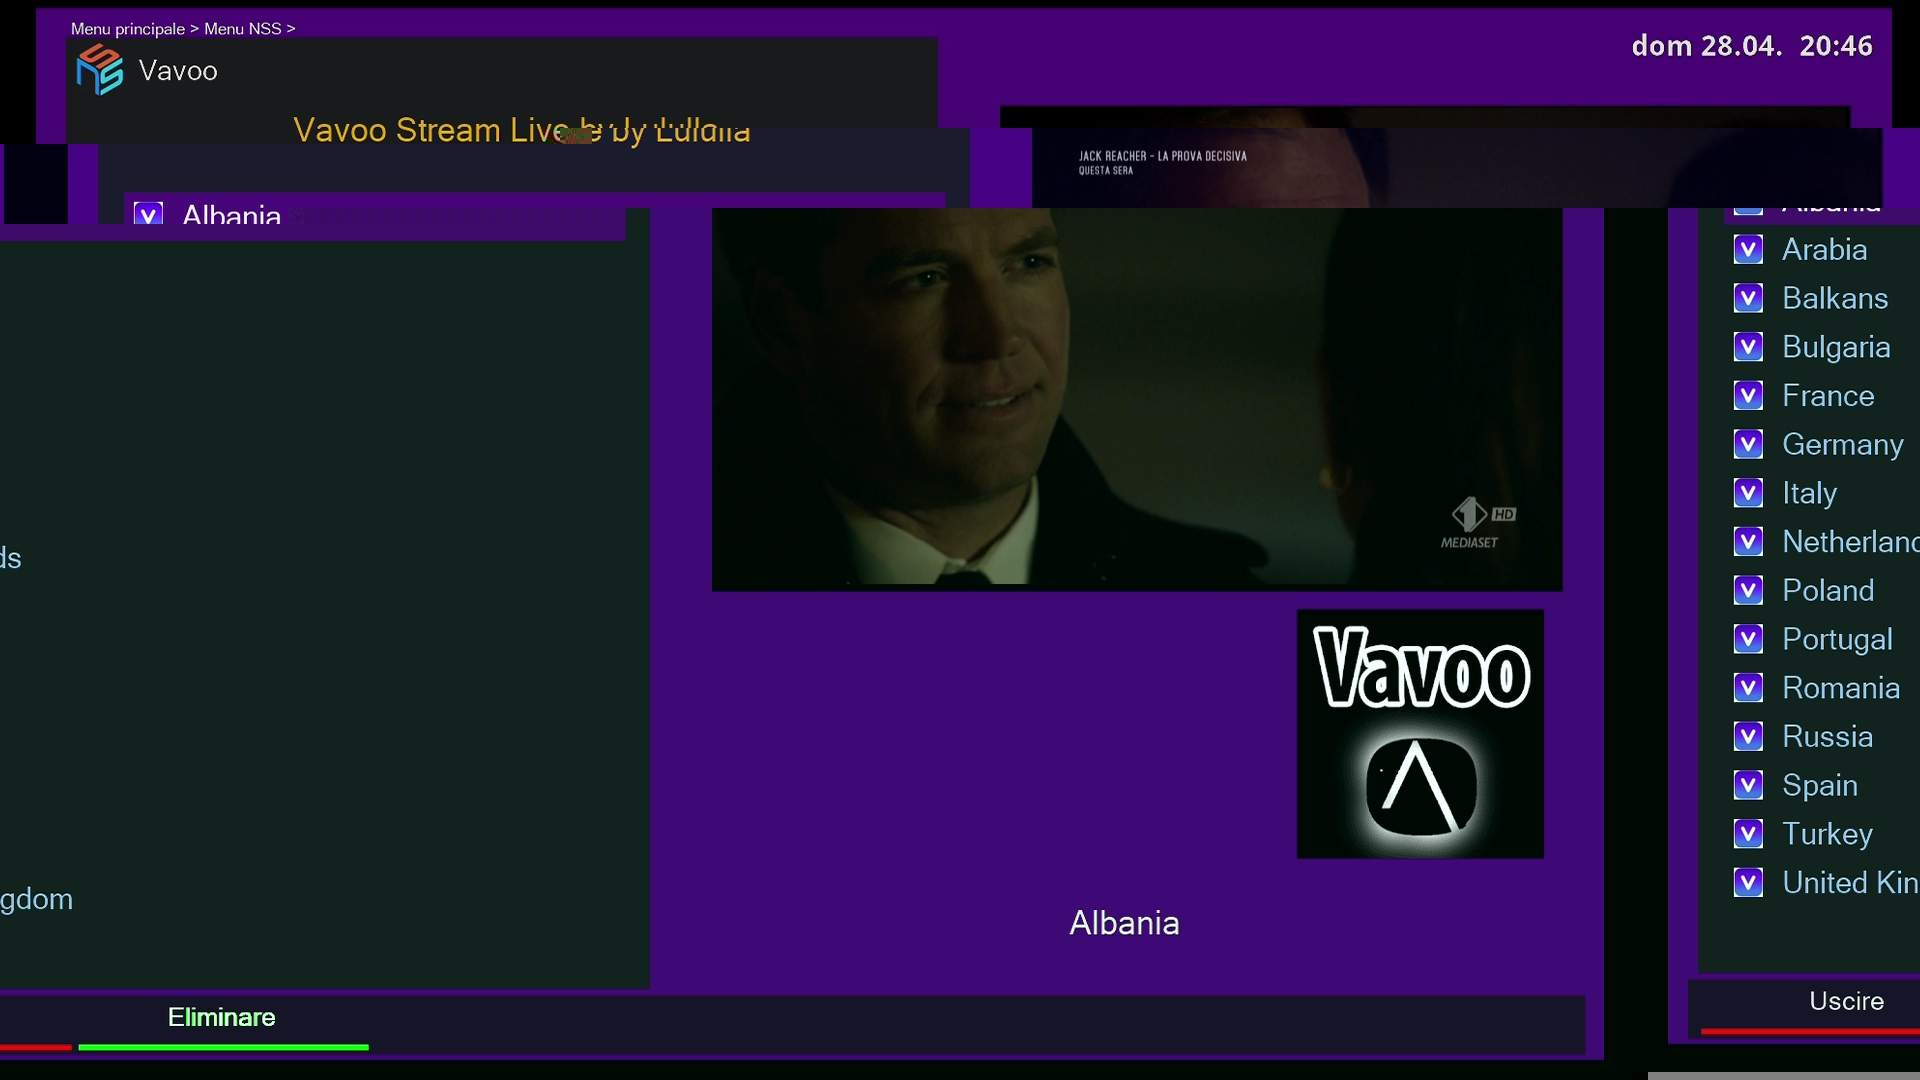 Menu principale > Menu NSS >
dom 28.04. 20:46
Vavoo
Vavoo Stream Live by Lululla
JACK REACHER - LA PROVA DECISIVA
QUESTA SERA
Albania
Albania
Arabia
Balkans
Bulgaria
France
Germany
Italy
Netherland
ds
Poland
Portugal
Romania
Russia
Spain
Turkey
United Kin
gdom
1 HD
MEDIASET
Vavoo
Albania
Eliminare
Uscire